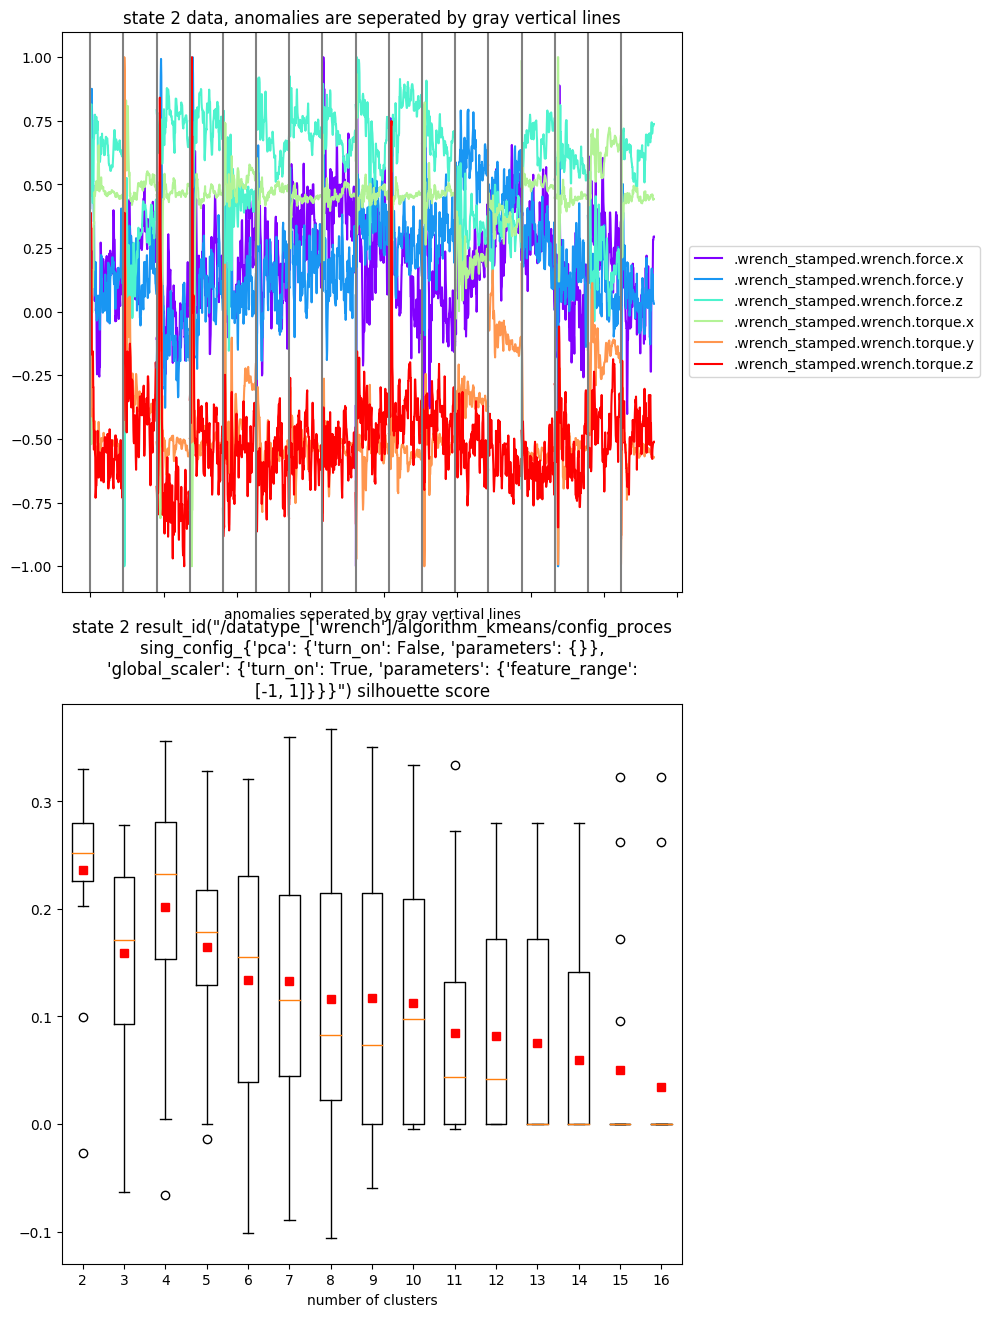 state 2 data, anomalies are seperated by gray vertical lines
1.00
0.75
0.50
0.25
0.00
−0.25
−0.50
−0.75
−1.00
.wrench_stamped.wrench.force.x
.wrench_stamped.wrench.force.y
.wrench_stamped.wrench.force.z
.wrench_stamped.wrench.torque.x
.wrench_stamped.wrench.torque.y
.wrench_stamped.wrench.torque.z
anomalies seperated by gray vertival lines
state 2 result_id("/datatype_['wrench']/algorithm_kmeans/config_proces
sing_config_{'pca': {'turn_on': False, 'parameters': {}},
'global_scaler': {'turn_on': True, 'parameters': {'feature_range':
[-1, 1]}}}") silhouette score
0.3
0.2
0.1
0.0
−0.1
2 3 4 5 6 7 8 9 10 11 12 13 14 15 16
number of clusters